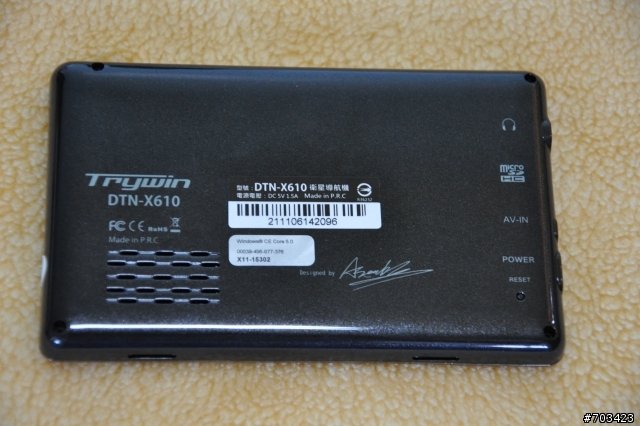 Trywin
DTN-X610
FC CE RoHS
Made in P.R.C
型號: DTN-X610 衛星導航機
電源電壓: DC 5V 1.5A Made in P.R.C
211106142096
Windows® CE Core 5.0
X11-15302
Designed by
micro
SD
HC
AV-IN
POWER
RESET
#703423